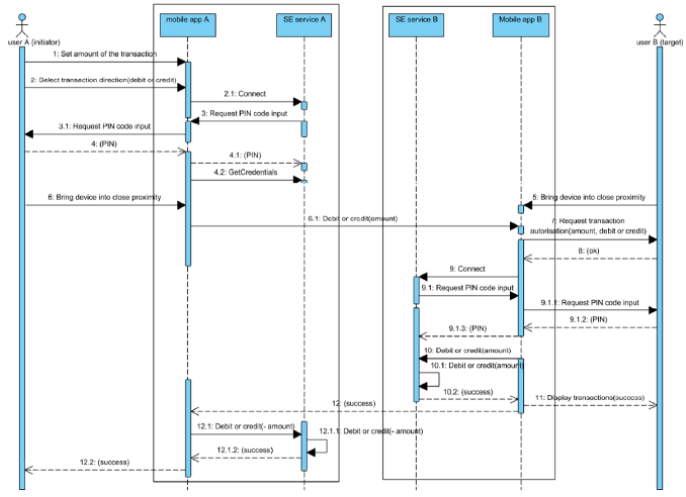 mobile app A
SE service A
SE service B
Mobile app B
user A (initiator)
user B (target)
1: Set amount of the transaction
2: Select transaction direction(debit or credit)
2.1: Connect
3: Request PIN code input
3.1: Request PIN code input
4: (PIN)
4.1: (PIN)
4.2: GetCredentials
6: Bring device into close proximity
5: Bring device into close proximity
6.1: Debit or credit(amount)
7: Request transaction
autorisation(amount, debit or credit)
8: (ok)
9: Connect
9.1: Request PIN code input
9.1.1: Request PIN code input
9.1.2: (PIN)
9.1.3: (PIN)
10: Debit or credit(amount)
10.1: Debit or credit(amount)
10.2: (success)
11: Display transactions(success)
12: (success)
12.1: Debit or credit(- amount)
12.1.1: Debit or credit(- amount)
12.1.2: (success)
12.2: (success)